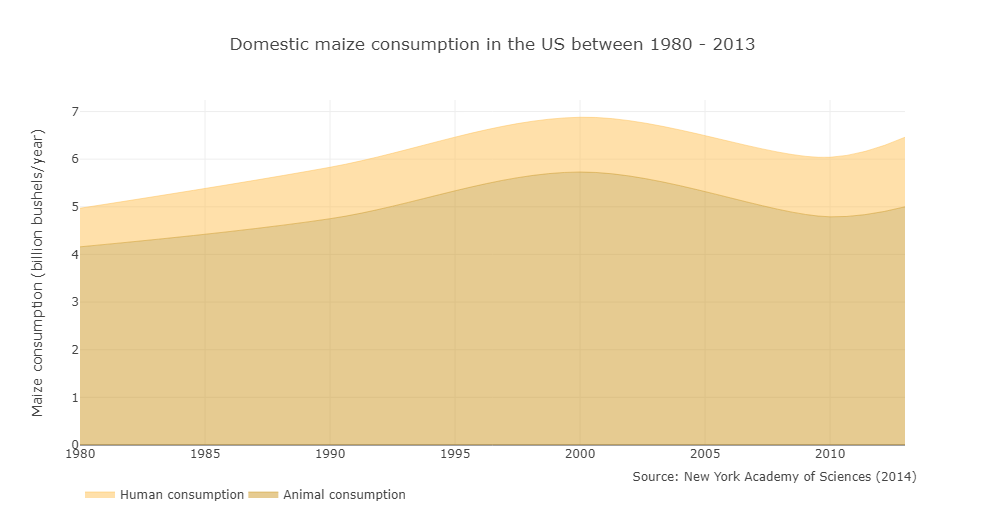 Domestic maize consumption in the US between 1980 - 2013
Maize consumption (billion bushels/year)
7
6
5
4
3
2
1
0
1980 1985 1990 1995 2000 2005 2010
Source: New York Academy of Sciences (2014)
Human consumption Animal consumption